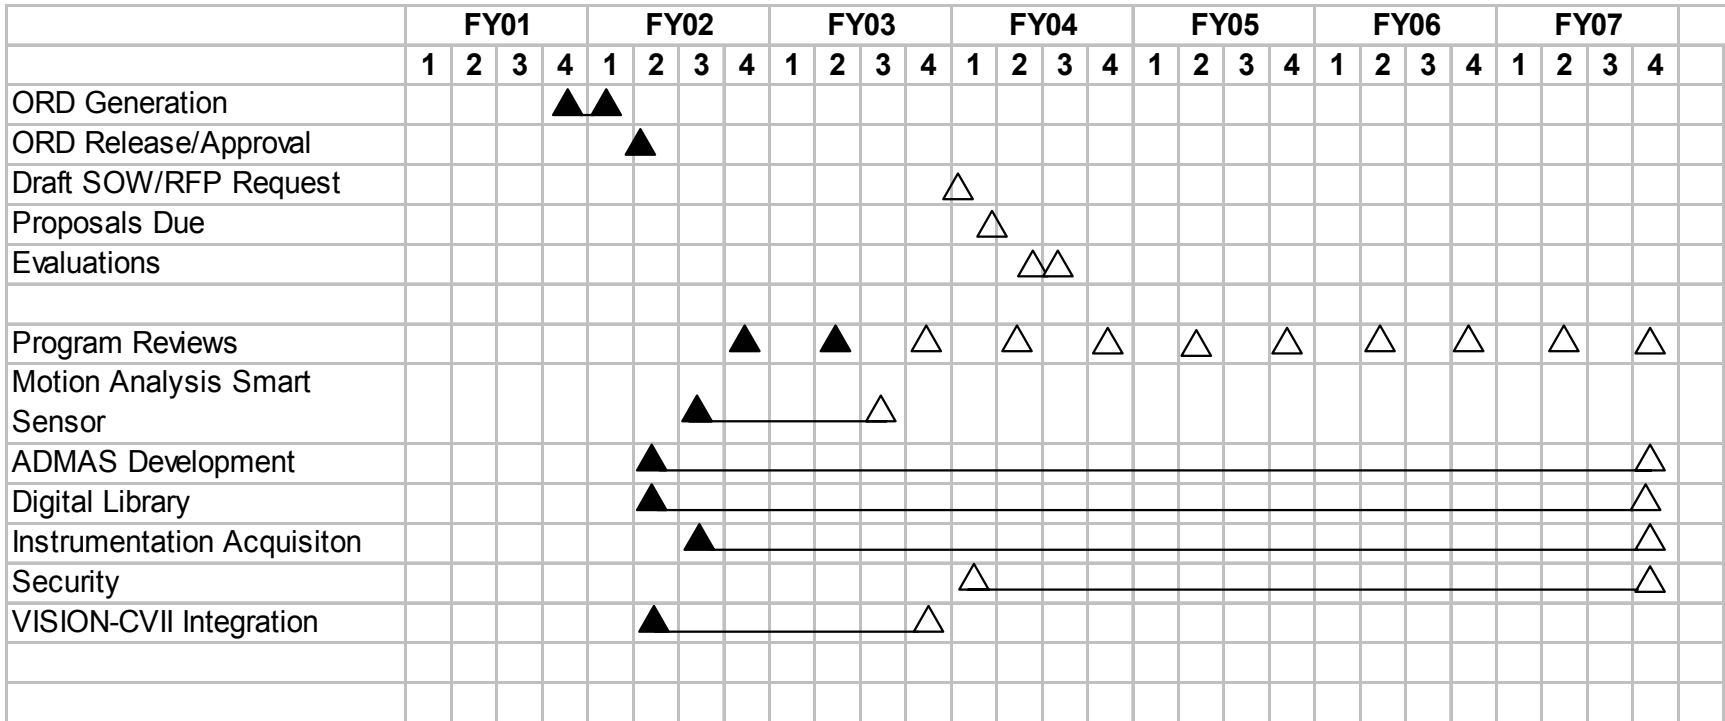 FY01 FY02 FY03 FY04 FY05 FY06 FY07
1 2 3 4 1 2 3 4 1 2 3 4 1 2 3 4 1 2 3 4 1 2 3 4 1 2 3 4
ORD Generation
ORD Release/Approval
Draft SOW/RFP Request
Proposals Due
Evaluations
Program Reviews
Motion Analysis Smart
Sensor
ADMAS Development
Digital Library
Instrumentation Acquisiton
Security
VISION-CVII Integration